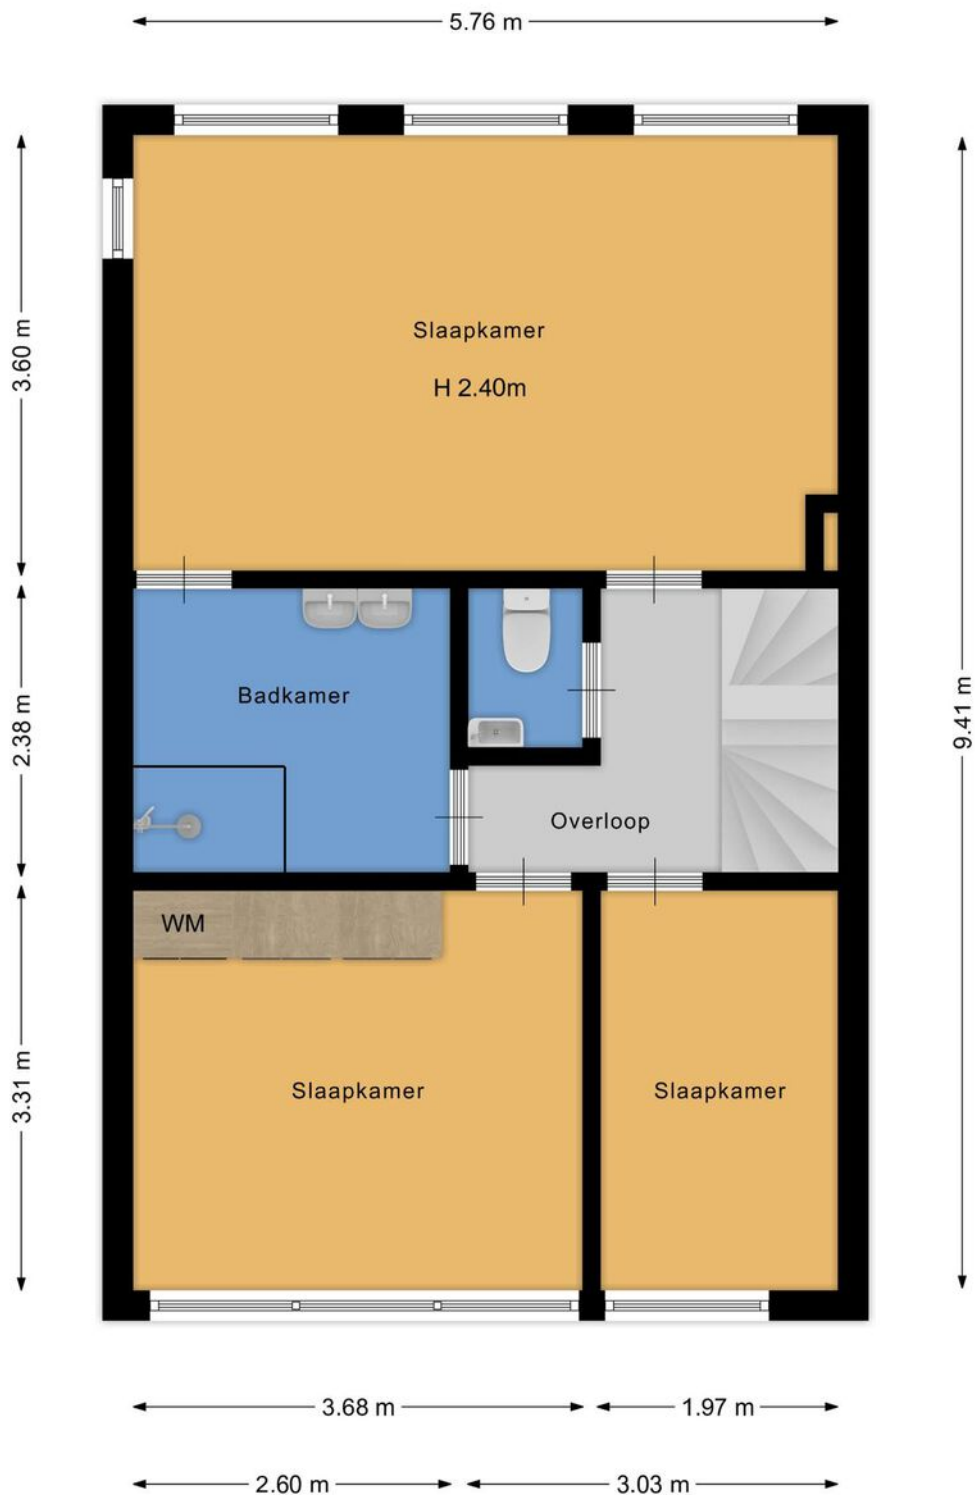 5.76 m
3.60 m
Slaapkamer
H 2.40m
2.38 m
Badkamer
9.41 m
Overloop
WM
3.31 m
Slaapkamer
Slaapkamer
3.68 m
1.97 m
2.60 m
3.03 m